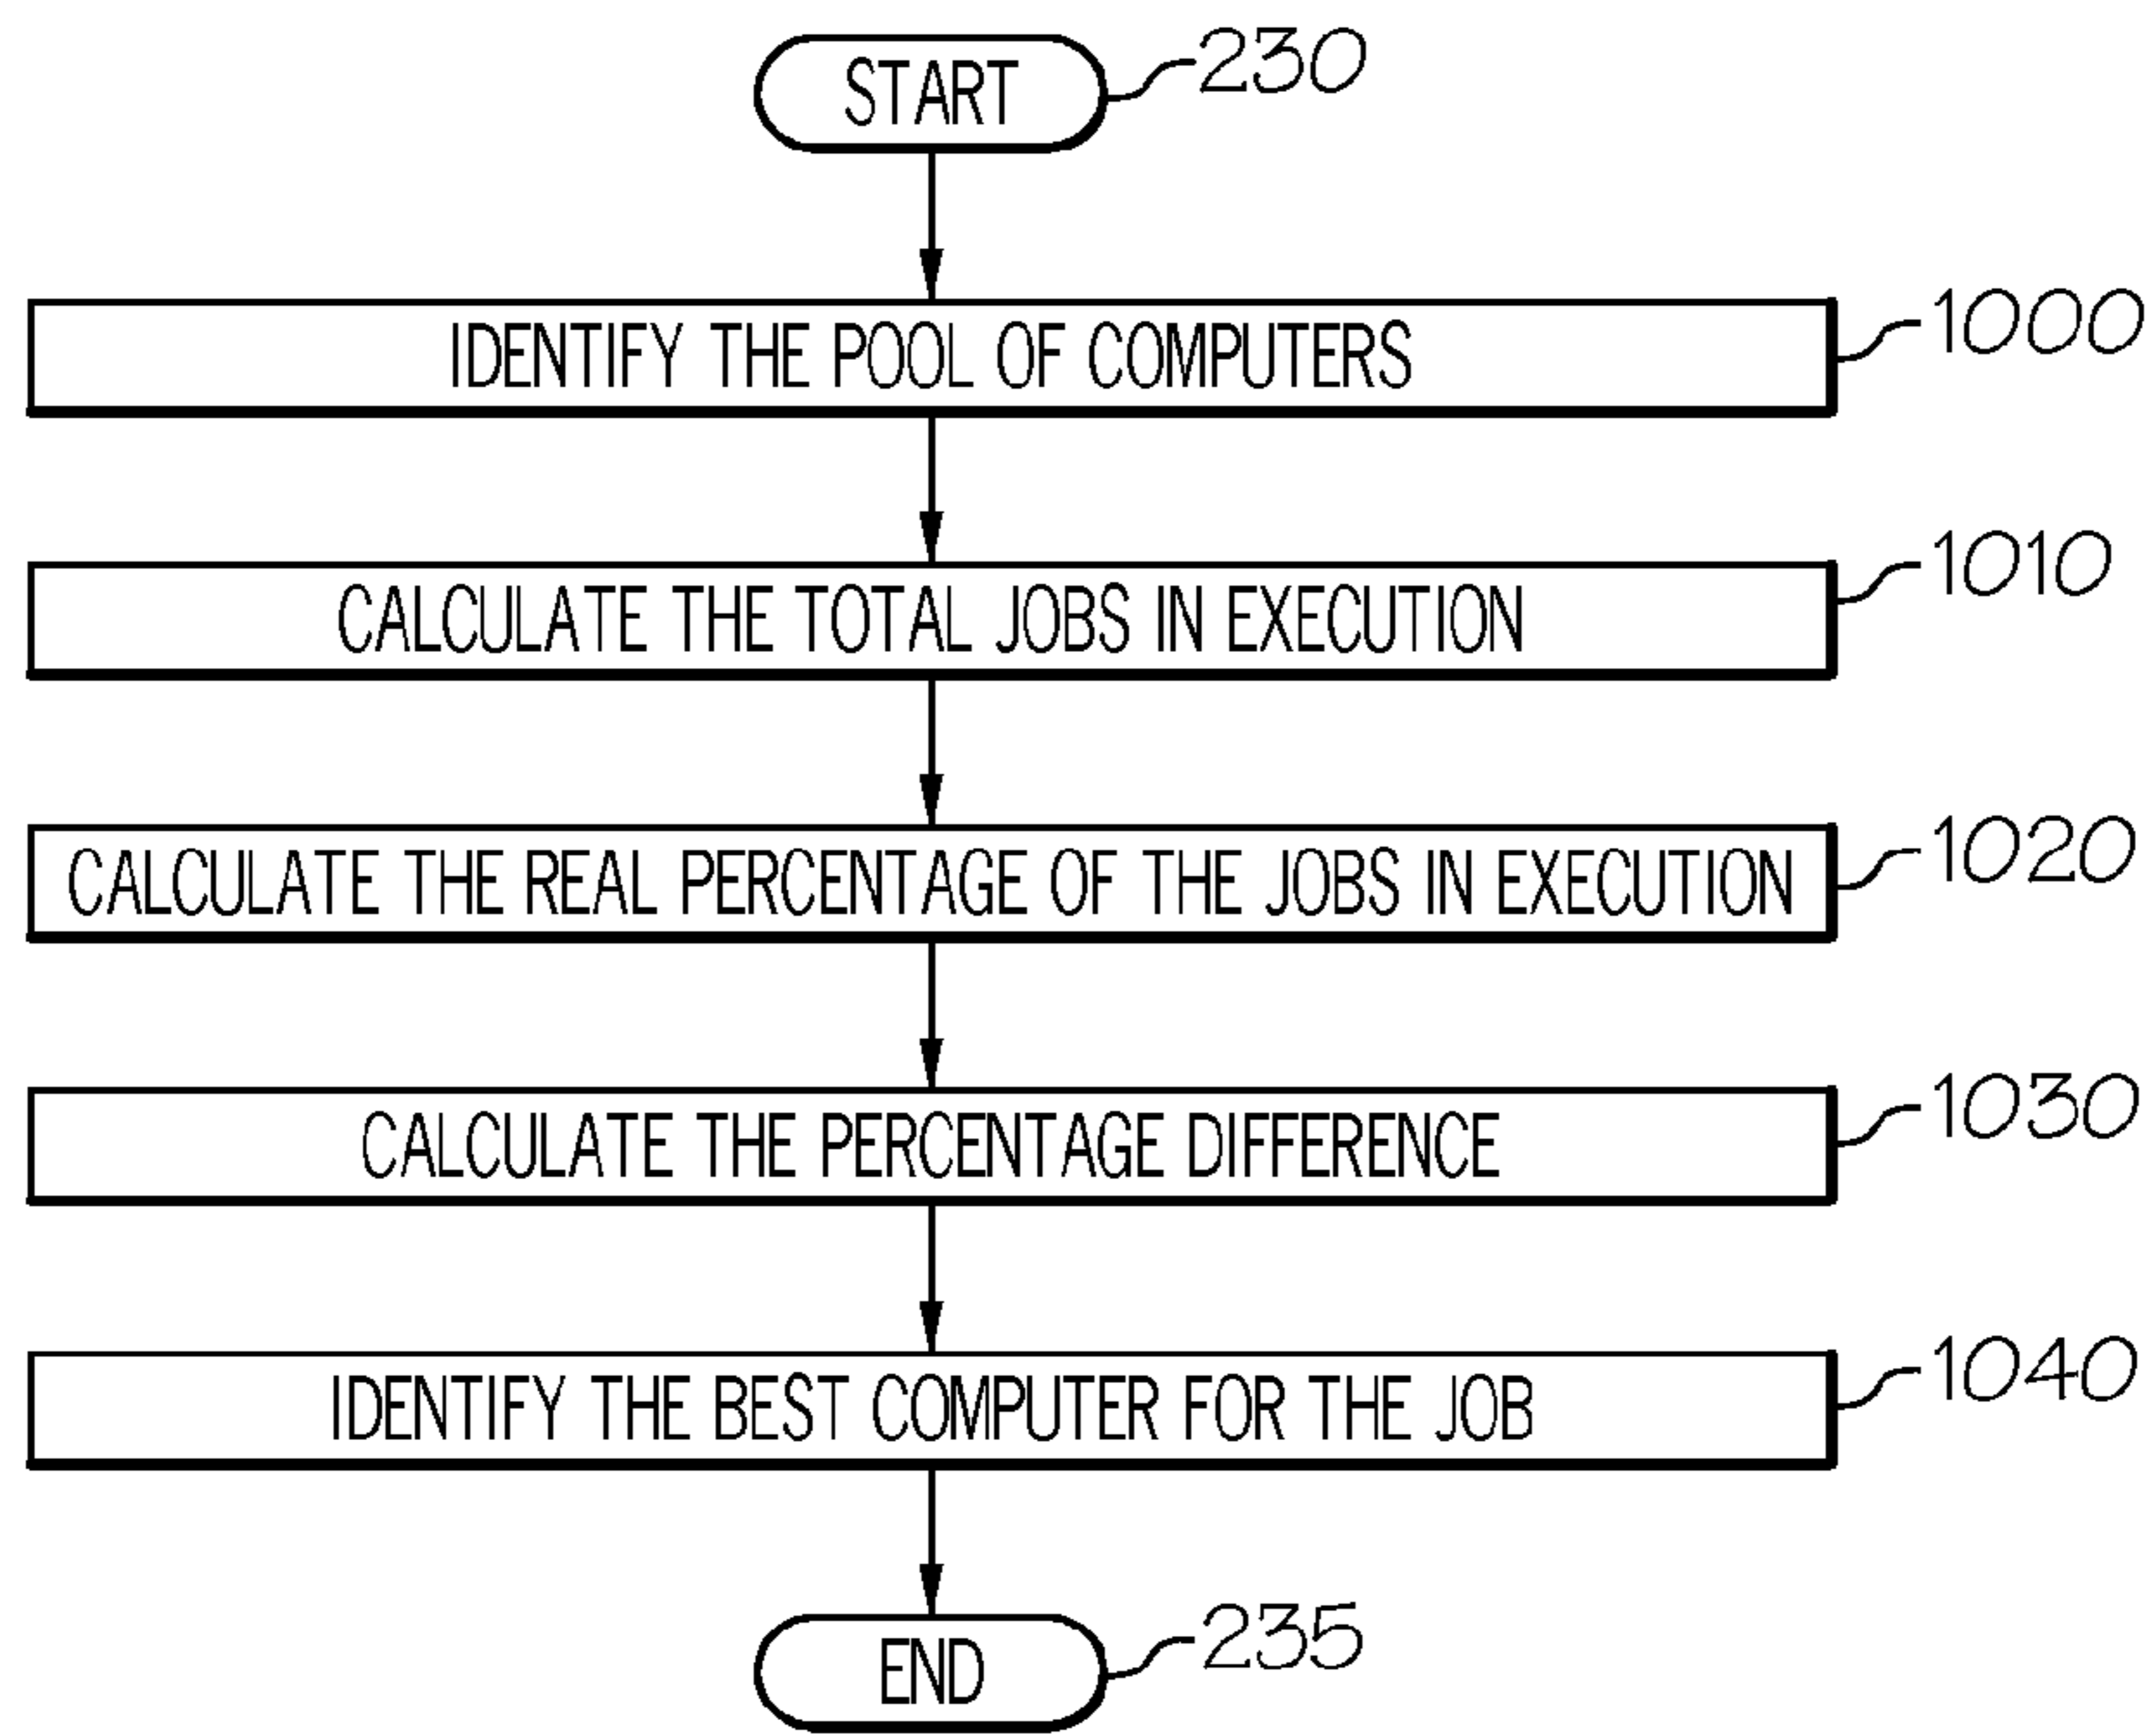 START
230
IDENTIFY THE POOL OF COMPUTERS
1000
CALCULATE THE TOTAL JOBS IN EXECUTION
1010
CALCULATE THE REAL PERCENTAGE OF THE JOBS IN EXECUTION
1020
CALCULATE THE PERCENTAGE DIFFERENCE
1030
IDENTIFY THE BEST COMPUTER FOR THE JOB
1040
END
235